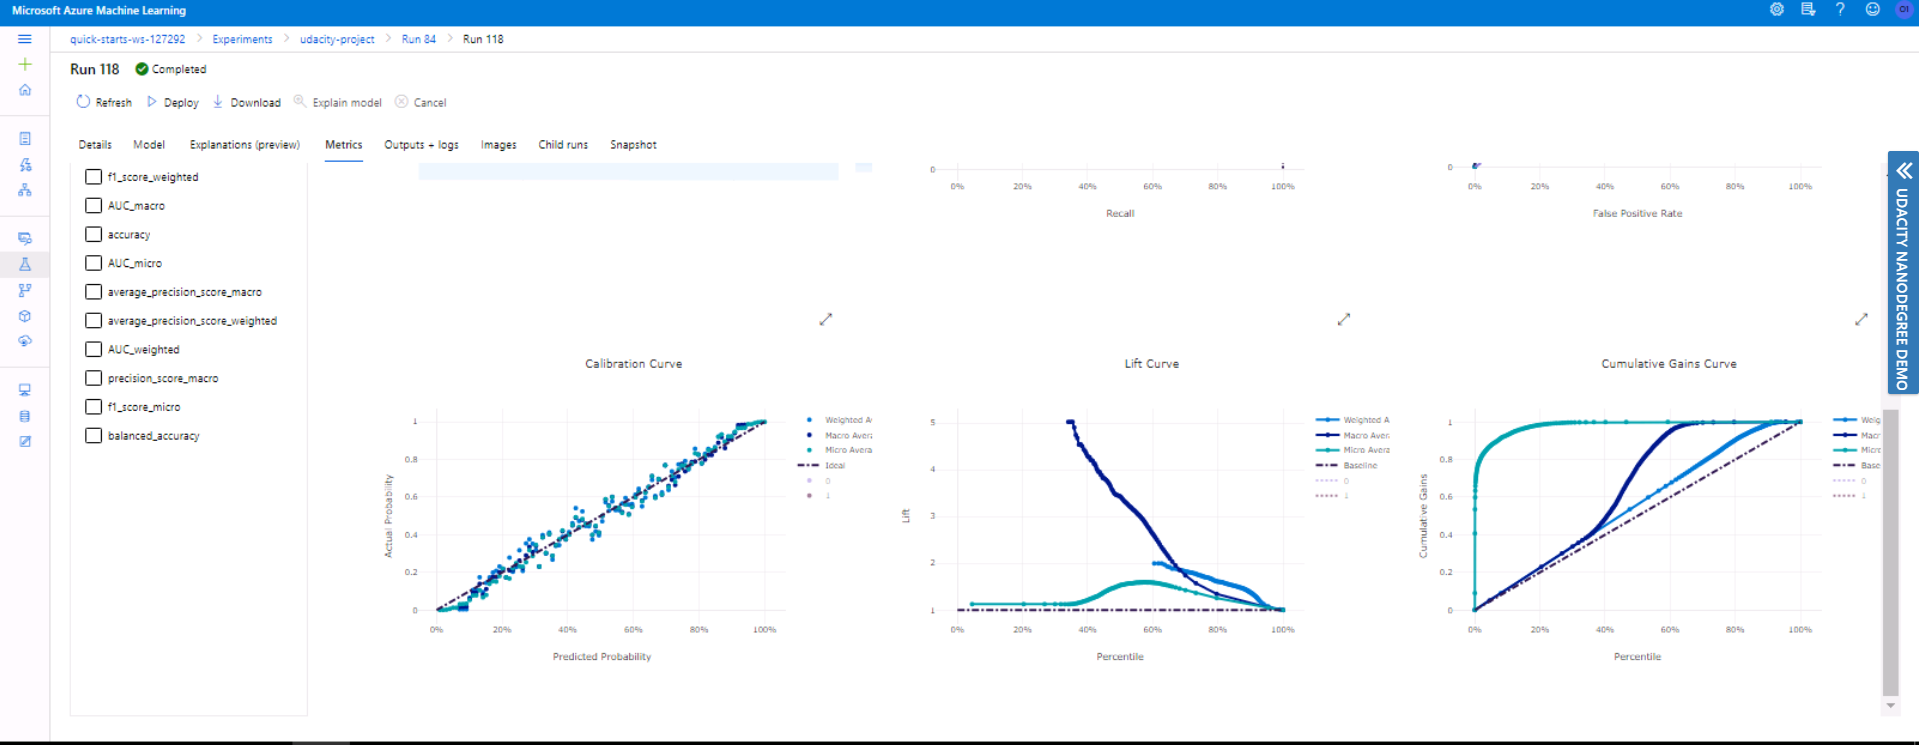 Microsoft Azure Machine Learning
OI
quick-starts-ws-127292 > Experiments > udacity-project > Run 84 > Run 118
Run 118 Completed
Refresh Deploy Download Explain model Cancel
Details Model Explanations (preview) Metrics Outputs + logs Images Child runs Snapshot
f1_score_weighted
AUC_macro
accuracy
AUC_micro
average_precision_score_macro
average_precision_score_weighted
AUC_weighted
precision_score_macro
f1_score_micro
balanced_accuracy
0
0% 20% 40% 60% 80% 100%
Recall
0
0% 20% 40% 60% 80% 100%
False Positive Rate
Calibration Curve
1
0.8
0.6
0.4
0.2
0
Actual Probability
0% 20% 40% 60% 80% 100%
Predicted Probability
Weighted Av
Macro Avera
Micro Avera
Ideal
0
1
Lift Curve
5
4
3
2
1
Lift
0% 20% 40% 60% 80% 100%
Percentile
Weighted A
Macro Aver
Micro Avera
Baseline
0
1
Cumulative Gains Curve
1
0.8
0.6
0.4
0.2
0
Cumulative Gains
0% 20% 40% 60% 80% 100%
Percentile
Weig
Macr
Micr
Base
0
1
UDACITY NANODEGREE DEMO